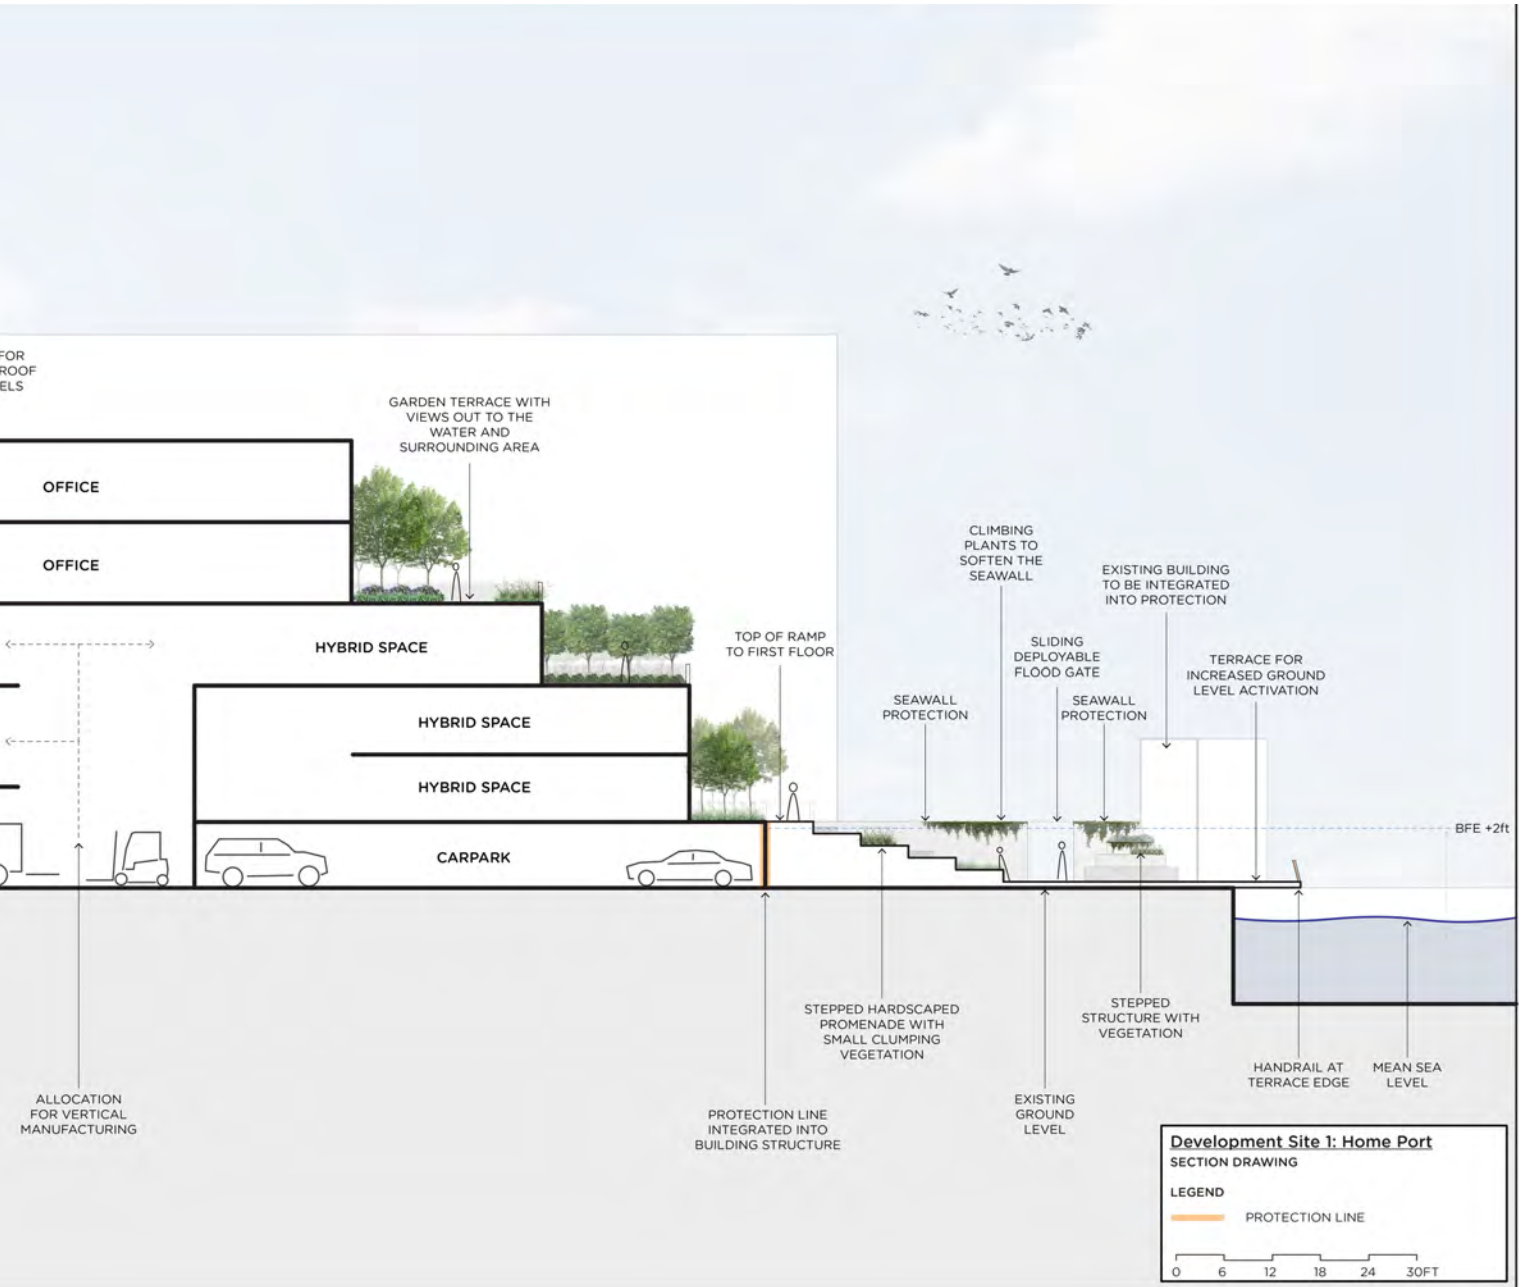 FOR
ROOF
ELS
GARDEN TERRACE WITH
VIEWS OUT TO THE
WATER AND
SURROUNDING AREA
OFFICE
OFFICE
HYBRID SPACE
HYBRID SPACE
HYBRID SPACE
CARPARK
TOP OF RAMP
TO FIRST FLOOR
SEAWALL
PROTECTION
CLIMBING
PLANTS TO
SOFTEN THE
SEAWALL
SLIDING
DEPLOYABLE
FLOOD GATE
SEAWALL
PROTECTION
EXISTING BUILDING
TO BE INTEGRATED
INTO PROTECTION
TERRACE FOR
INCREASED GROUND
LEVEL ACTIVATION
BFE +2ft
ALLOCATION
FOR VERTICAL
MANUFACTURING
PROTECTION LINE
INTEGRATED INTO
BUILDING STRUCTURE
STEPPED HARDSCAPED
PROMENADE WITH
SMALL CLUMPING
VEGETATION
EXISTING
GROUND
LEVEL
STEPPED
STRUCTURE WITH
VEGETATION
HANDRAIL AT
TERRACE EDGE
MEAN SEA
LEVEL
Development Site 1: Home Port
SECTION DRAWING
LEGEND
PROTECTION LINE
0 6 12 18 24 30FT